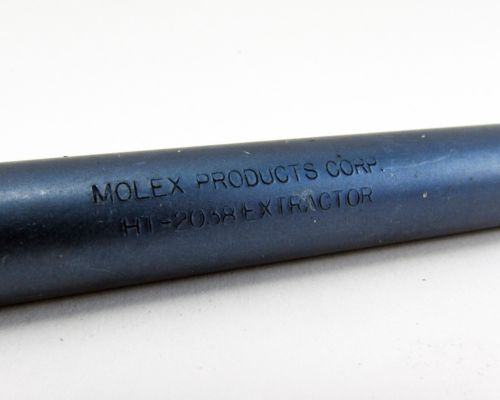 MOLEX PRODUCTS CORP.
HT-2038 EXTRACTOR